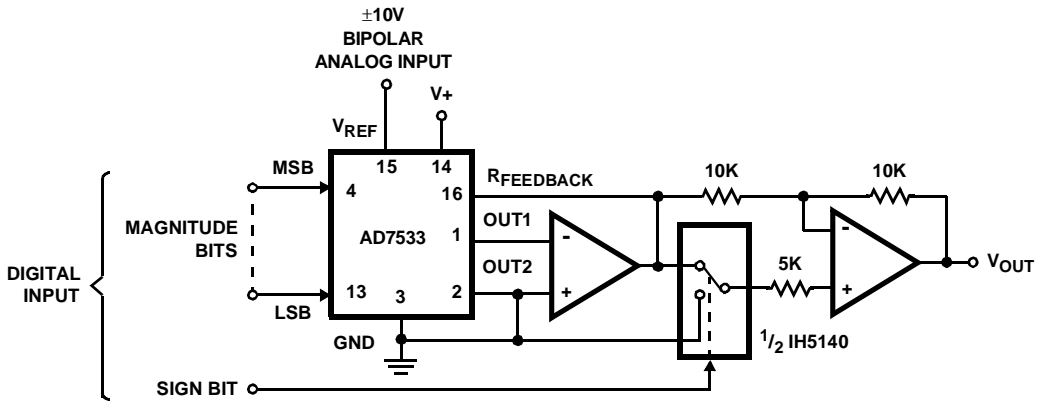 ±10V
BIPOLAR
ANALOG INPUT
V+
VREF
MSB
15
14
RFEEDBACK
10K
10K
4
16
OUT1
-
-
MAGNITUDE
BITS
AD7533
1
OUT2
5K
VOUT
DIGITAL
INPUT
13
3
2
+
+
LSB
GND
1/2 IH5140
SIGN BIT